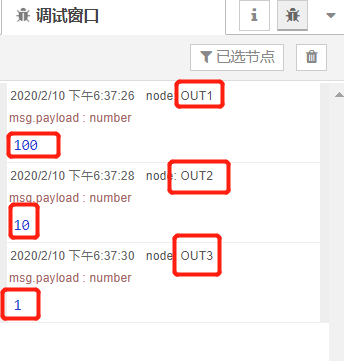 调试窗口
已选节点
2020/2/10 下午6:37:26 node: OUT1
msg.payload : number
100
2020/2/10 下午6:37:28 node: OUT2
msg.payload : number
10
2020/2/10 下午6:37:30 node: OUT3
msg.payload : number
1